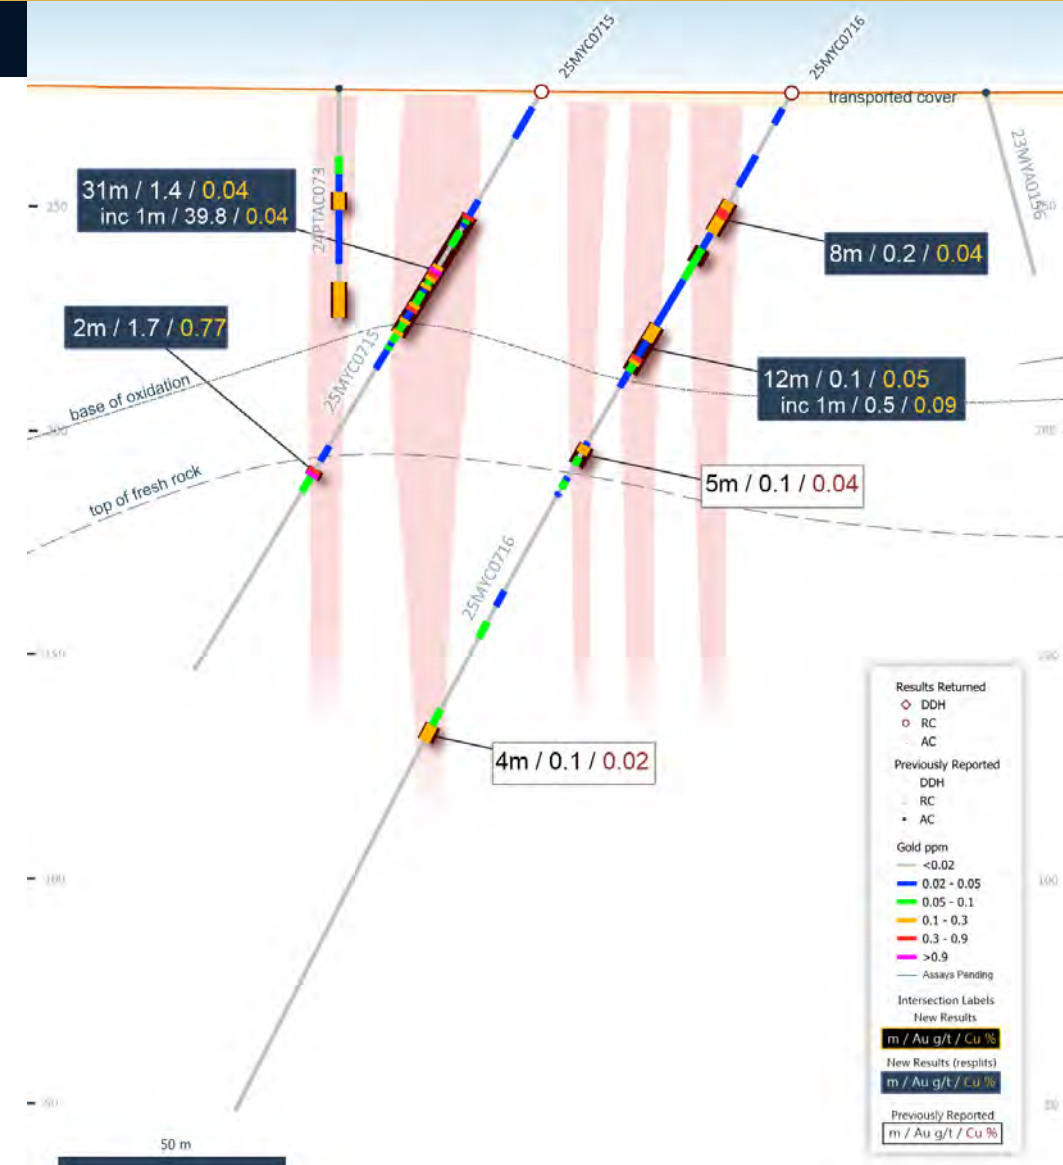 25MYC0715
25MYC0716
transported cover
23MYA0156
24PTAC073
31m / 1.4 / 0.04
inc 1m / 39.8 / 0.04
250
8m / 0.2 / 0.04
2m / 1.7 / 0.77
25MYC0715
12m / 0.1 / 0.05
inc 1m / 0.5 / 0.09
base of oxidation
200
200
top of fresh rock
5m / 0.1 / 0.04
25MYC0716
150
4m / 0.1 / 0.02
100
100
50
50 m
Results Returned
DDH
RC
AC
Previously Reported
DDH
RC
AC
Gold ppm
<0.02
0.02 - 0.05
0.05 - 0.1
0.1 - 0.3
0.3 - 0.9
>0.9
Assays Pending
Intersection Labels
New Results
m / Au g/t / Cu %
New Results (resplits)
m / Au g/t / Cu %
Previously Reported
m / Au g/t / Cu %